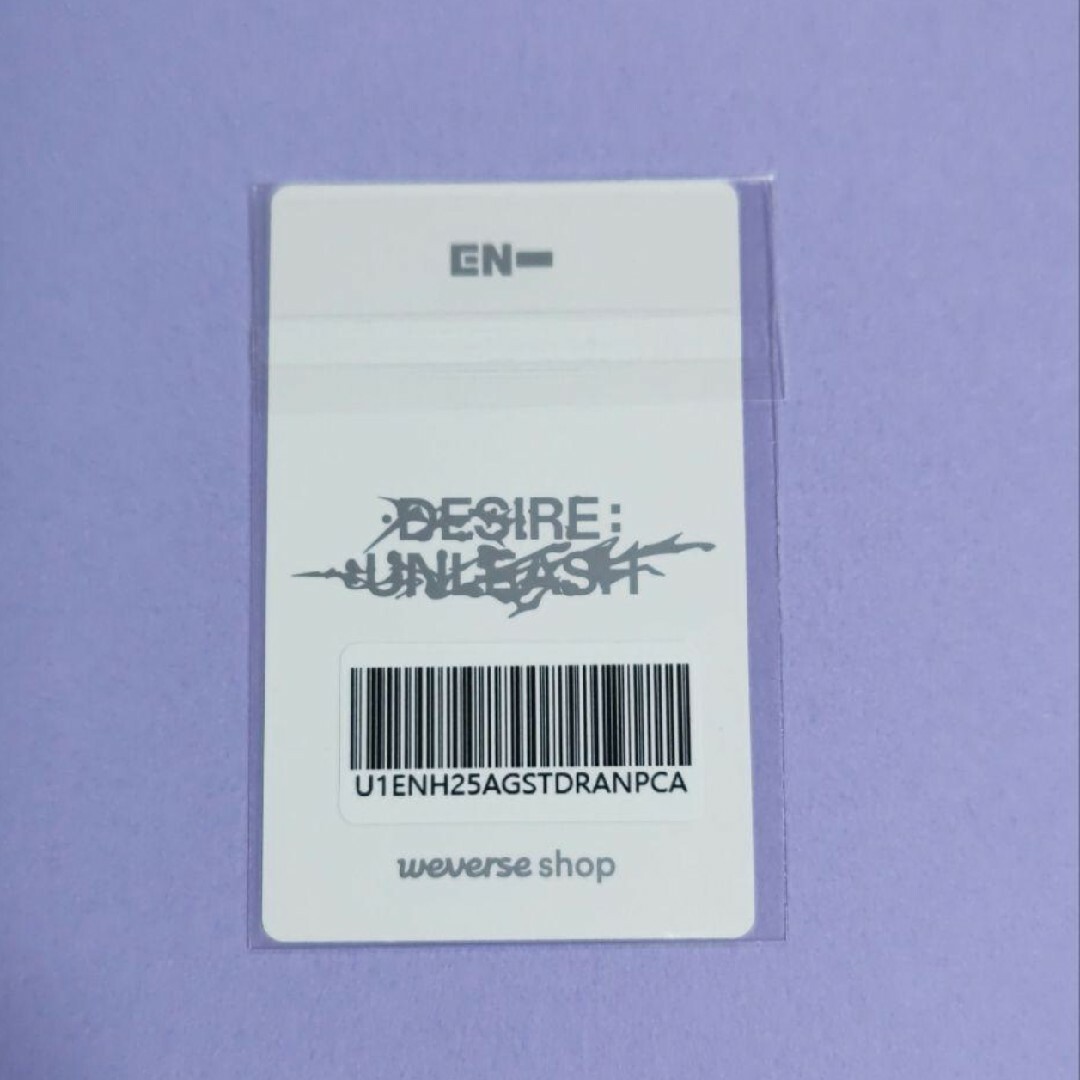 EN-
DESIRE:
UNLEASH
U1ENH25AGSTDRANPCA
weverse shop